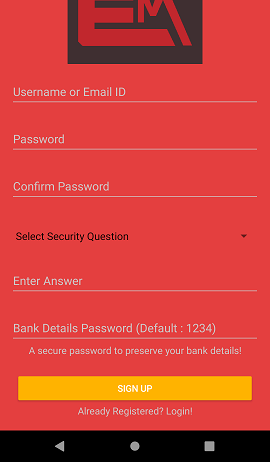 EM
Username or Email ID
Password
Confirm Password
Select Security Question
Enter Answer
Bank Details Password (Default : 1234)
A secure password to preserve your bank details!
SIGN UP
Already Registered? Login!